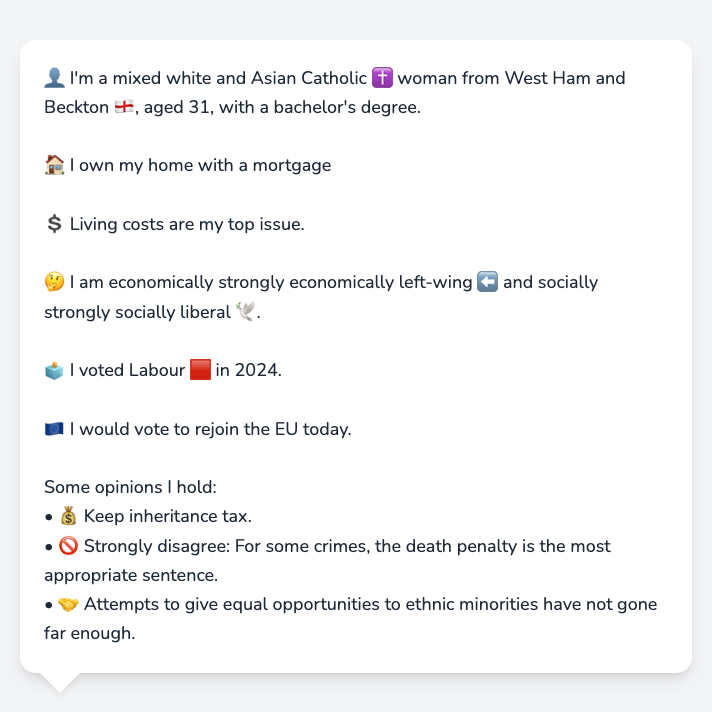 👤 I'm a mixed white and Asian Catholic ✝️ woman from West Ham and
Beckton 🏴󠁧󠁢󠁥󠁮󠁧󠁿, aged 31, with a bachelor's degree.
🏠 I own my home with a mortgage
💲 Living costs are my top issue.
🤔 I am economically strongly economically left-wing ⬅️ and socially
strongly socially liberal 🕊️.
🗳️ I voted Labour 🟥 in 2024.
🇪🇺 I would vote to rejoin the EU today.
Some opinions I hold:
• 💰 Keep inheritance tax.
• 🚫 Strongly disagree: For some crimes, the death penalty is the most
appropriate sentence.
• 🤝 Attempts to give equal opportunities to ethnic minorities have not gone
far enough.